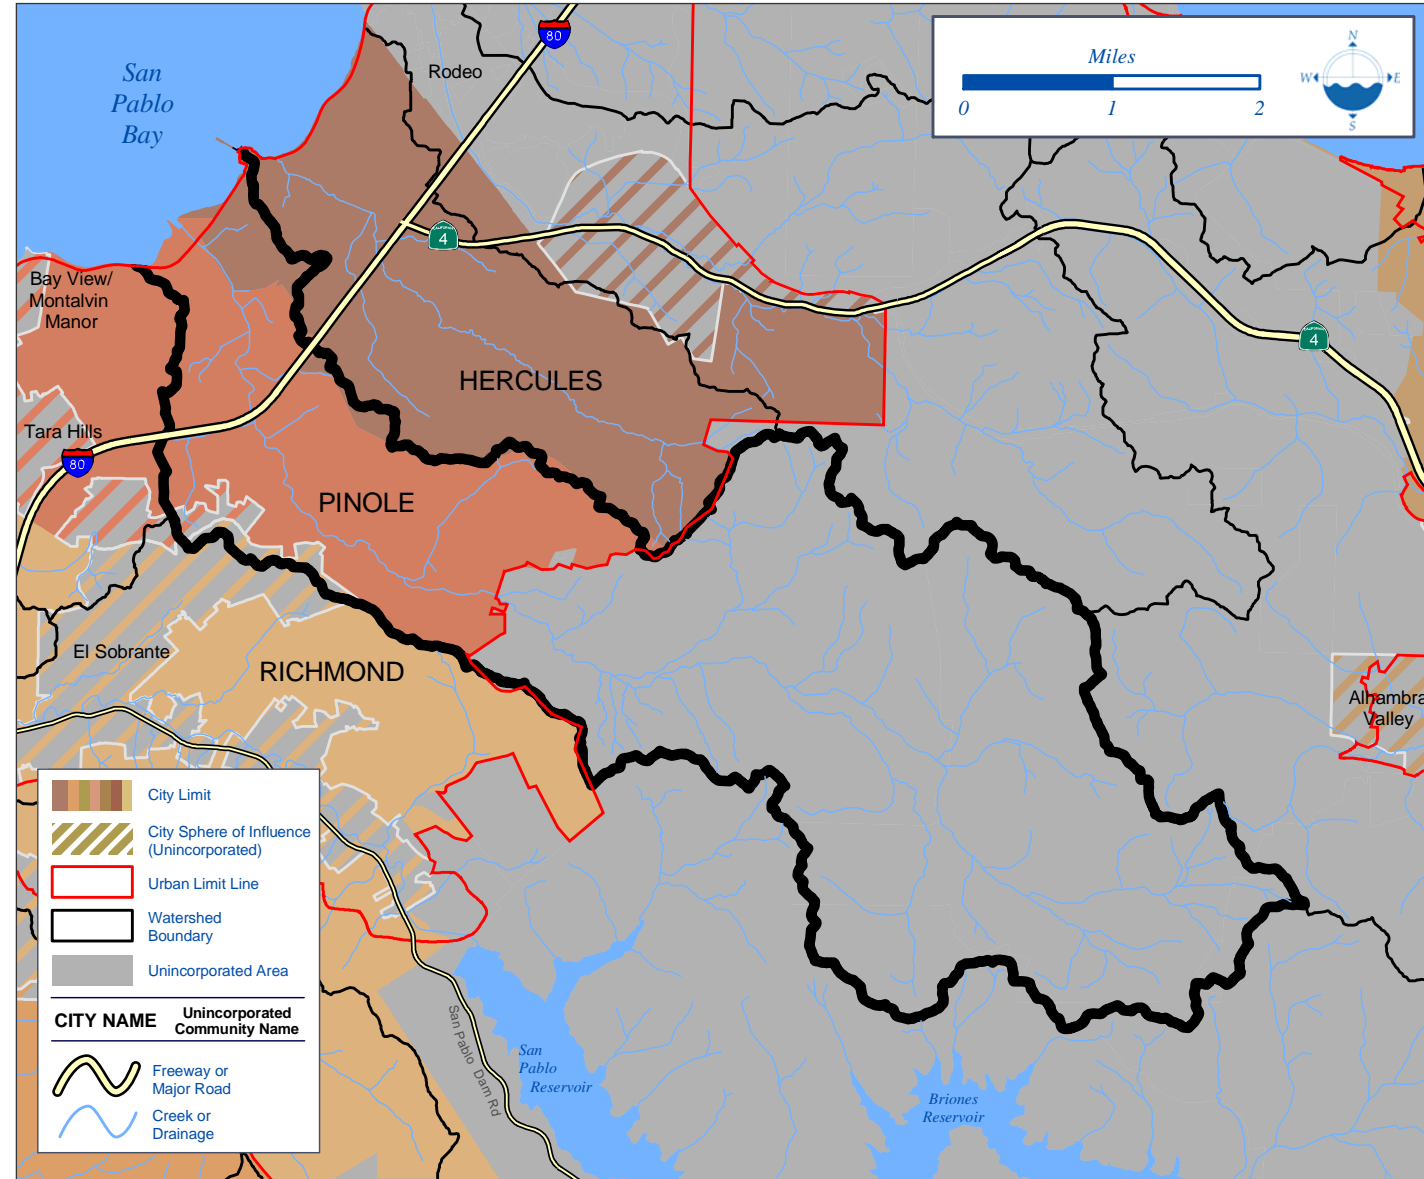 San
Pablo
Bay
Rodeo
80
Miles
0 1 2
N
W E
S
CALIFORNIA
4
Bay View/
Montalvin
Manor
HERCULES
CALIFORNIA
4
Tara Hills
80
PINOLE
El Sobrante
RICHMOND
Alhambra
Valley
City Limit
City Sphere of Influence
(Unincorporated)
Urban Limit Line
Watershed
Boundary
Unincorporated Area
CITY NAME
Unincorporated
Community Name
Freeway or
Major Road
Creek or
Drainage
San Pablo Dam Rd
San
Pablo
Reservoir
Briones
Reservoir